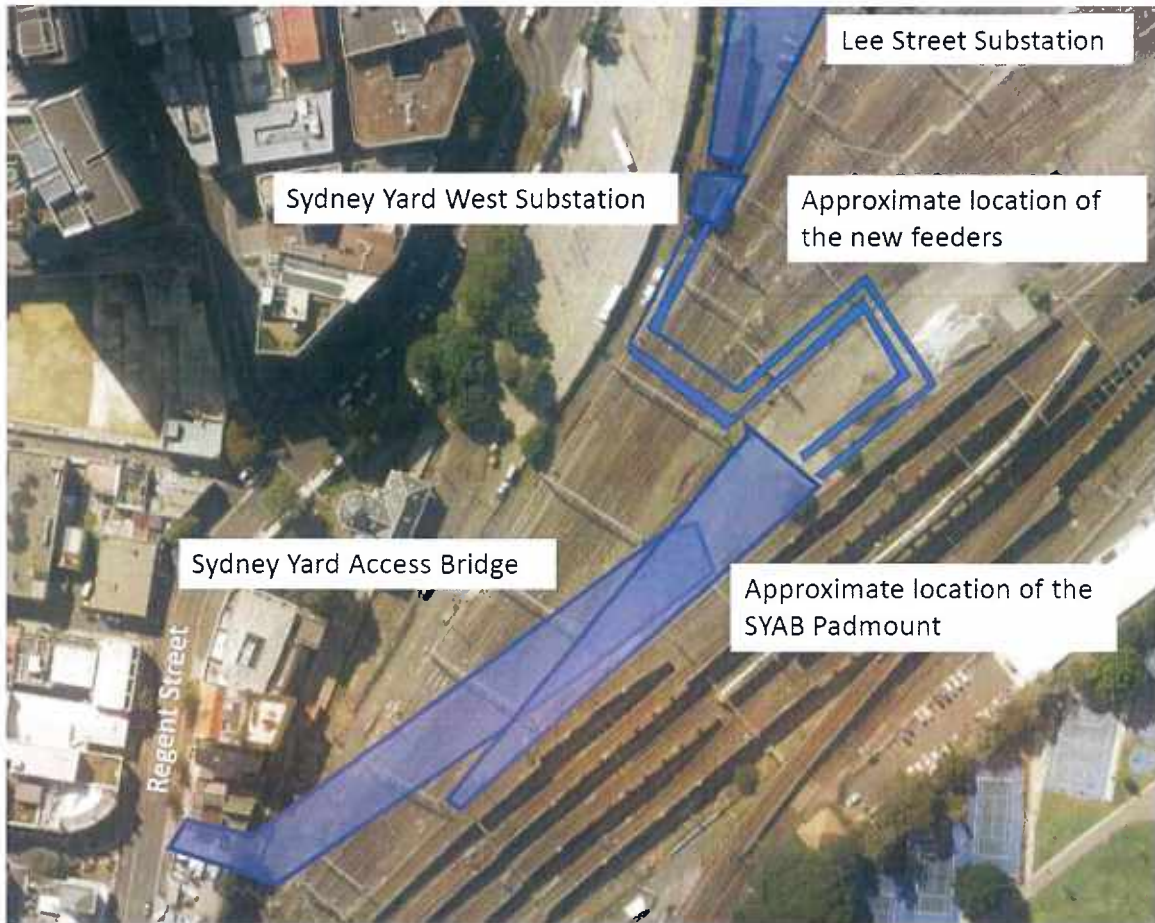 Lee Street Substation
Sydney Yard West Substation
Approximate location of
the new feeders
Sydney Yard Access Bridge
Approximate location of the
SYAB Padmount
Regent Street